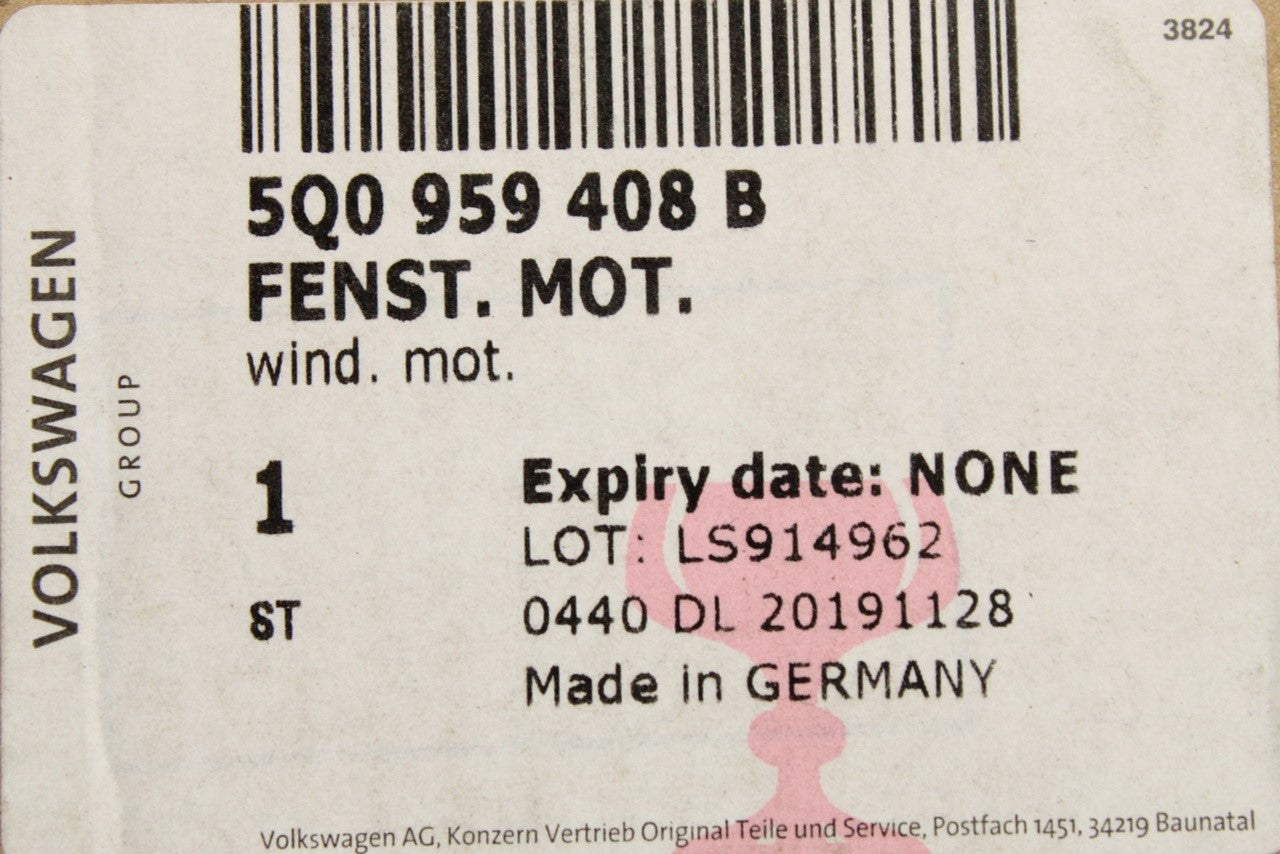 3824
5Q0 959 408 B
FENST. MOT.
wind. mot.
VOLKSWAGEN
GROUP
1
Expiry date: NONE
LOT: LS914962
ST
0440 DL 20191128
Made in GERMANY
Volkswagen AG, Konzern Vertrieb Original Teile und Service, Postfach 1451, 34219 Baunatal